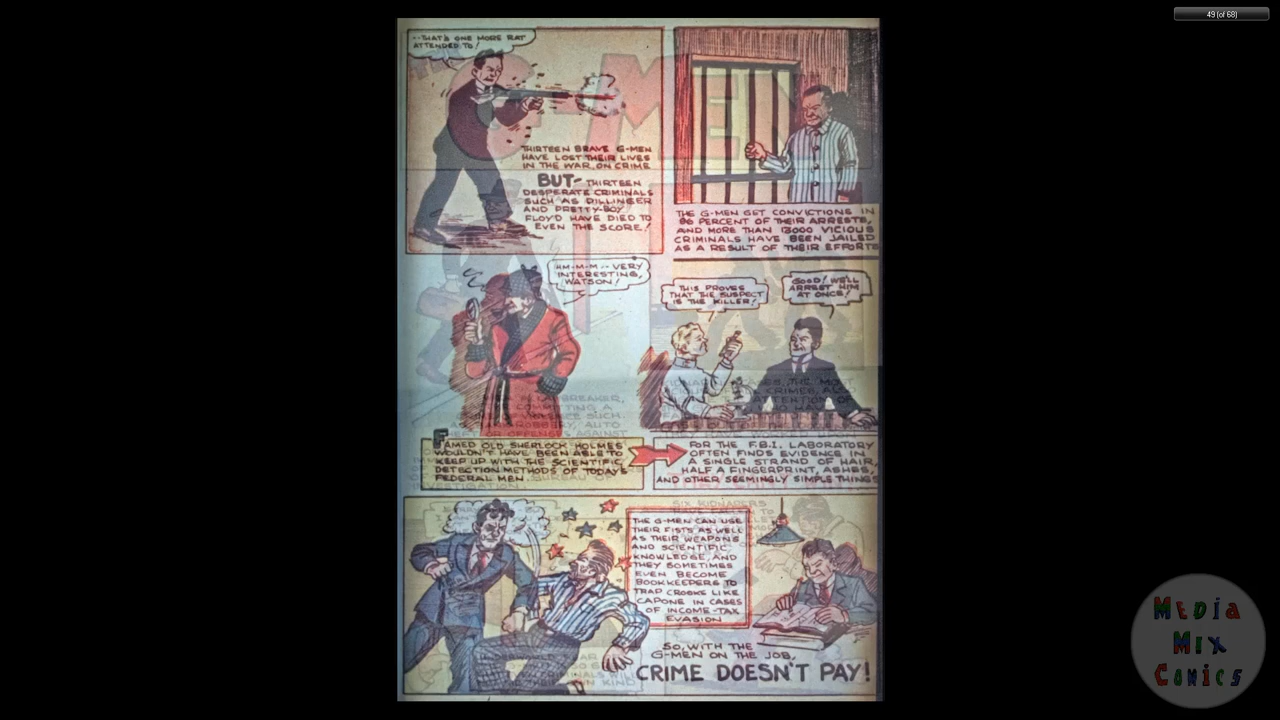 49 (of 68)
--THAT'S ONE MORE RAT
ATTENDED TO!
THIRTEEN BRAVE G-MEN
HAVE LOST THEIR LIVES
IN THE WAR ON CRIME
BUT- THIRTEEN
DESPERATE CRIMINALS
SUCH AS DILLINGER
AND PRETTY-BOY
FLOYD HAVE DIED TO
EVEN THE SCORE!
G-MEN
THE G-MEN GET CONVICTIONS IN
96 PERCENT OF THEIR ARRESTS,
AND MORE THAN 13000 VICIOUS
CRIMINALS HAVE BEEN JAILED
AS A RESULT OF THEIR EFFORTS
HM-M-M -- VERY
INTERESTING,
WATSON!
THIS PROVES
THAT THE SUSPECT
IS THE KILLER!
GOOD! WE'LL
ARREST HIM
AT ONCE!
FAMED OLD SHERLOCK HOLMES
WOULDN'T HAVE BEEN ABLE TO
KEEP UP WITH THE SCIENTIFIC
DETECTION METHODS OF TODAY'S
FEDERAL MEN.
FOR THE F.B.I. LABORATORY
OFTEN FINDS EVIDENCE IN
A SINGLE STRAND OF HAIR,
HALF A FINGERPRINT, ASHES,
AND OTHER SEEMINGLY SIMPLE THINGS
THE G-MEN CAN USE
THEIR FISTS AS WELL
AS THEIR WEAPONS
AND SCIENTIFIC
KNOWLEDGE, AND
THEY SOMETIMES
EVEN BECOME
BOOKKEEPERS TO
TRAP CROOKS LIKE
CAPONE IN CASES
OF INCOME-TAX
EVASION
SO, WITH THE
G-MEN ON THE JOB,
CRIME DOESN'T PAY!
MEDIA
MIX
COMICS